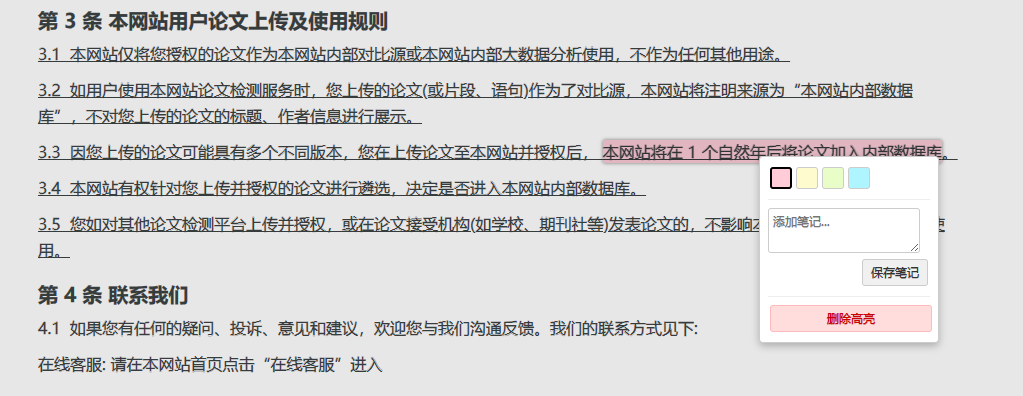 第 3 条 本网站用户论文上传及使用规则
3.1 本网站仅将您授权的论文作为本网站内部对比源或本网站内部大数据分析使用，不作为任何其他用途。
3.2 如用户使用本网站论文检测服务时，您上传的论文(或片段、语句)作为了对比源，本网站将注明来源为“本网站内部数据
库”，不对您上传的论文的标题、作者信息进行展示。
3.3 因您上传的论文可能具有多个不同版本，您在上传论文至本网站并授权后， 本网站将在 1 个自然年后将论文加入内部数据库。
3.4 本网站有权针对您上传并授权的论文进行遴选，决定是否进入本网站内部数据库。
3.5 您如对其他论文检测平台上传并授权，或在论文接受机构(如学校、期刊社等)发表论文的，不影响
用。
添加笔记...
保存笔记
删除高亮
第 4 条 联系我们
4.1 如果您有任何的疑问、投诉、意见和建议，欢迎您与我们沟通反馈。我们的联系方式见下:
在线客服: 请在本网站首页点击“在线客服”进入